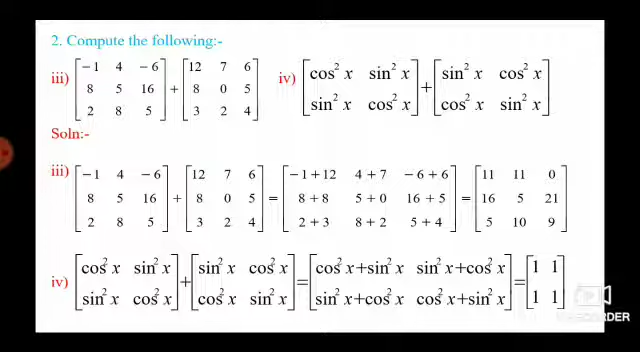 2. Compute the following:-
iii) [−1 4 −6; 8 5 16; 2 8 5] + [12 7 6; 8 0 5; 3 2 4] iv) [cos² x sin² x; sin² x cos² x] + [sin² x cos² x; cos² x sin² x]
Soln:-
iii) [−1 4 −6; 8 5 16; 2 8 5] + [12 7 6; 8 0 5; 3 2 4] = [−1+12 4+7 −6+6; 8+8 5+0 16+5; 2+3 8+2 5+4] = [11 11 0; 16 5 21; 5 10 9]
iv) [cos² x sin² x; sin² x cos² x] + [sin² x cos² x; cos² x sin² x] = [cos² x+sin² x sin² x+cos² x; sin² x+cos² x cos² x+sin² x] = [1 1; 1 1]